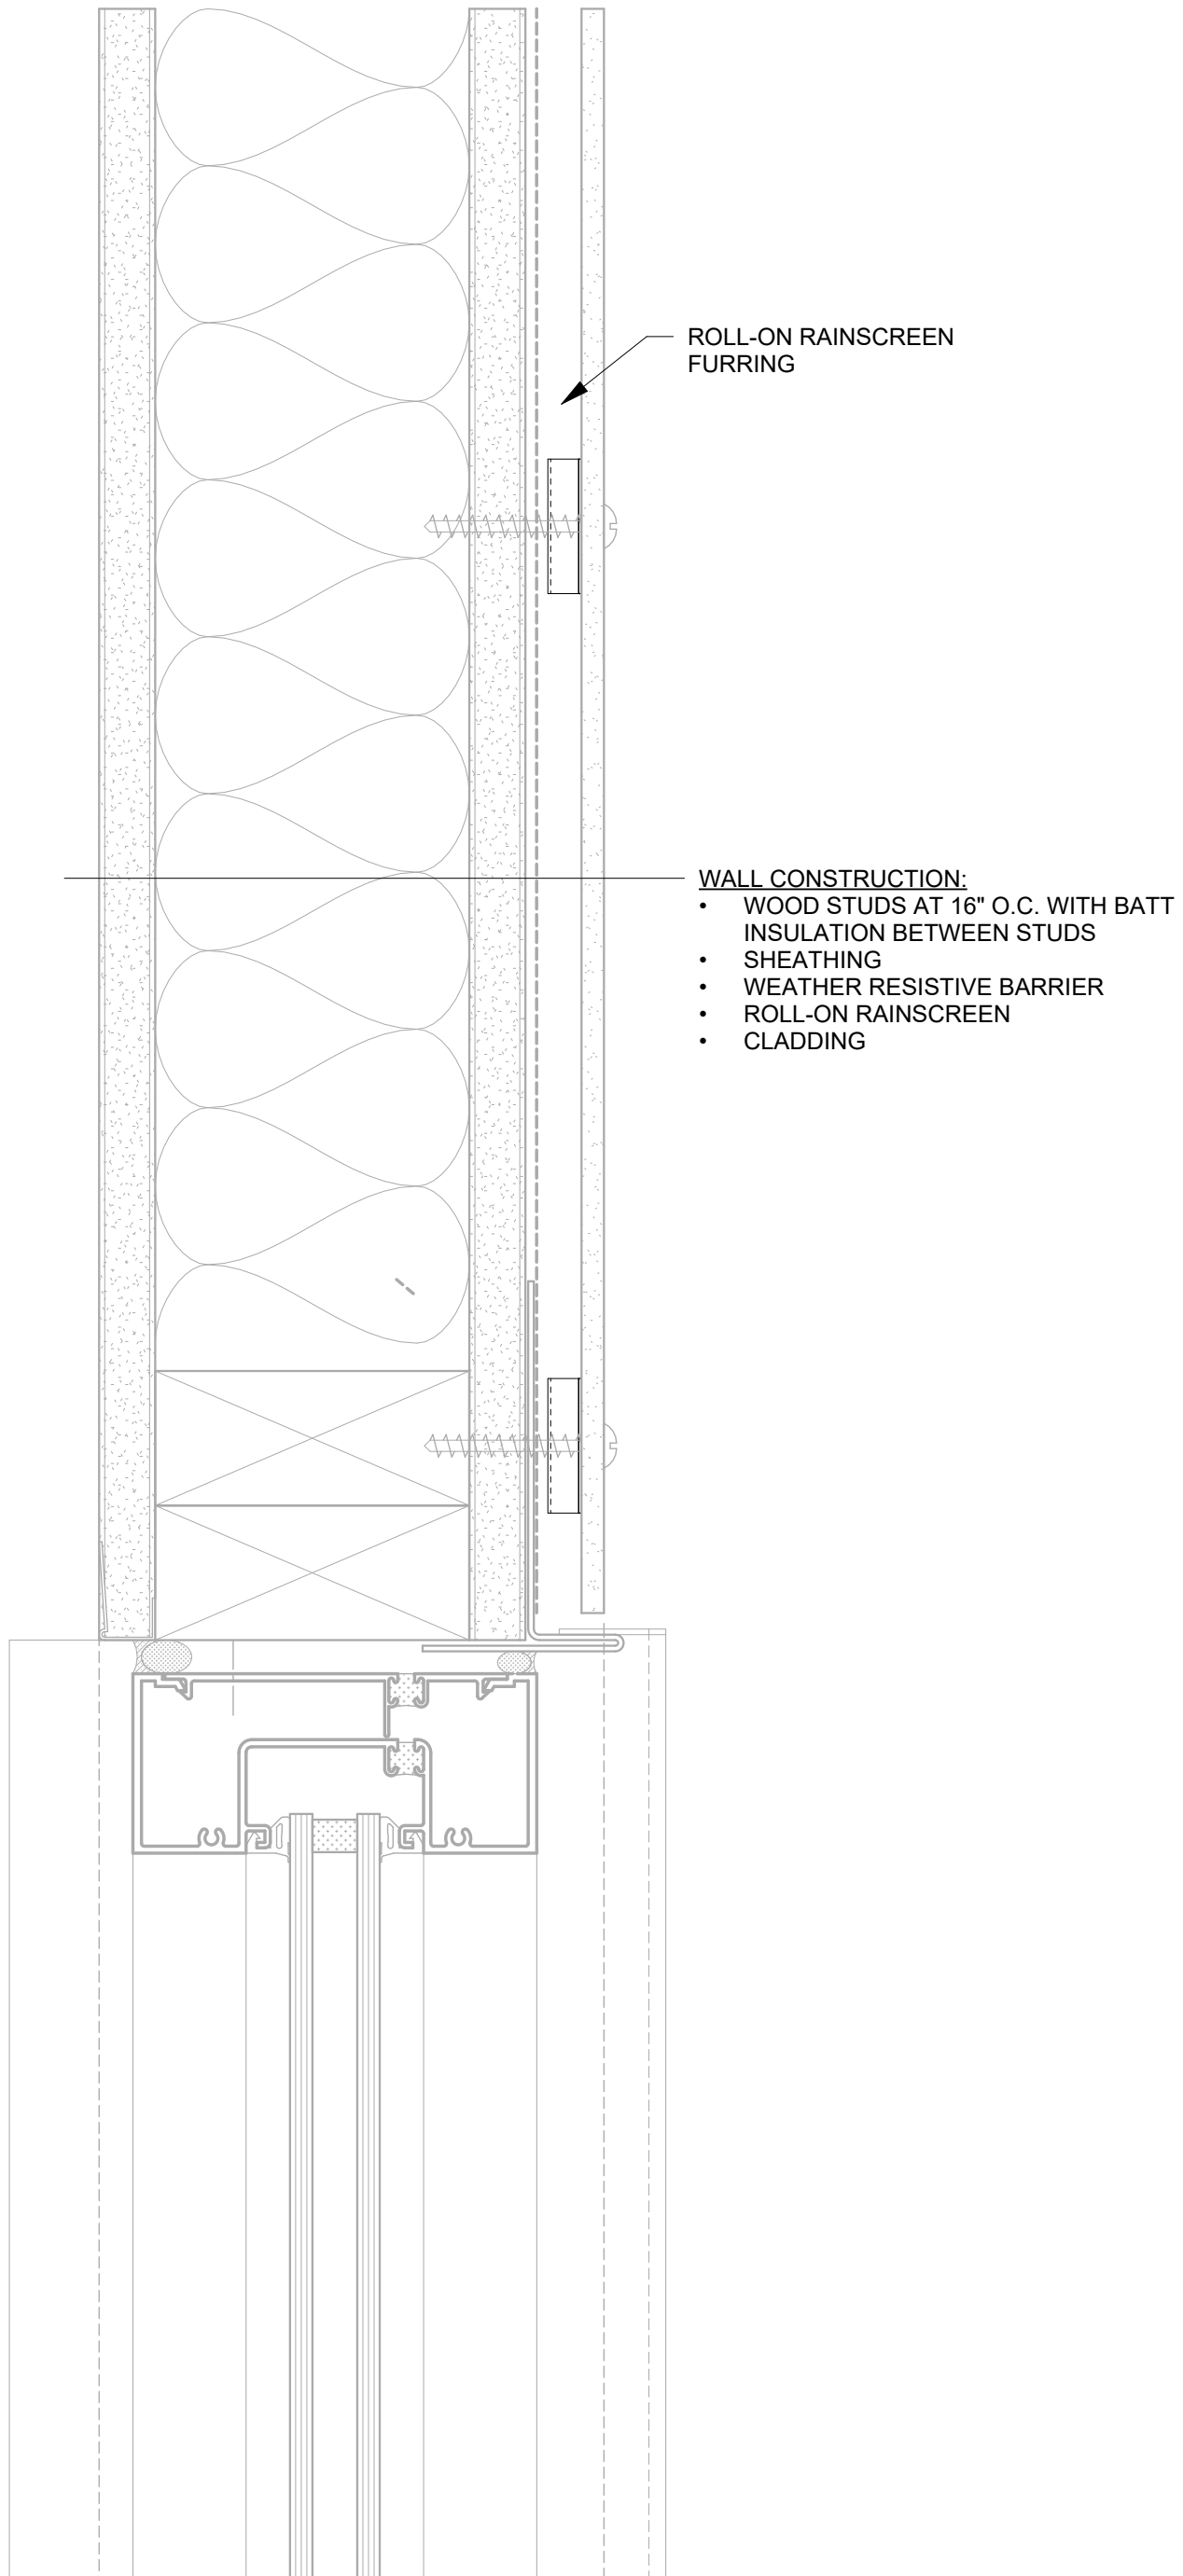 ROLL-ON RAINSCREEN
FURRING
WALL CONSTRUCTION:
• WOOD STUDS AT 16" O.C. WITH BATT
INSULATION BETWEEN STUDS
• SHEATHING
• WEATHER RESISTIVE BARRIER
• ROLL-ON RAINSCREEN
• CLADDING